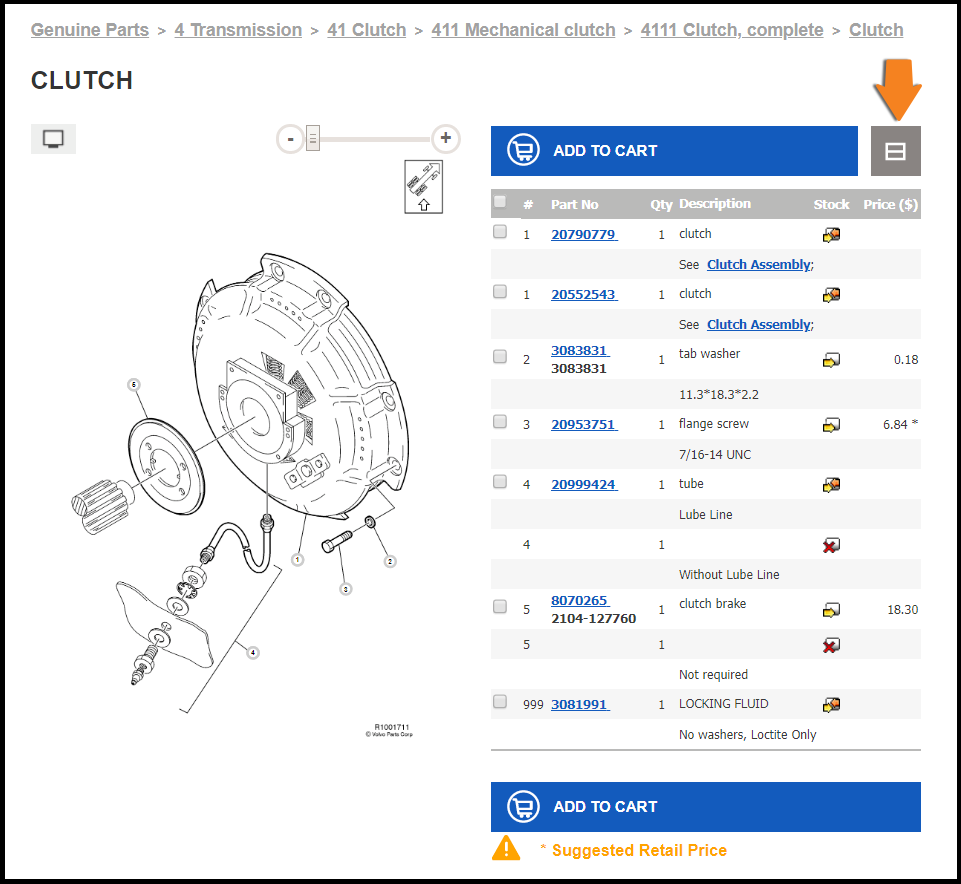 Genuine Parts > 4 Transmission > 41 Clutch > 411 Mechanical clutch > 4111 Clutch, complete > Clutch
CLUTCH
- +
ADD TO CART
# Part No Qty Description Stock Price ($)
1 20790779 1 clutch
See Clutch Assembly;
1 20552543 1 clutch
See Clutch Assembly;
2 3083831 3083831 1 tab washer 0.18
11.3*18.3*2.2
3 20953751 1 flange screw 6.84 *
7/16-14 UNC
4 20999424 1 tube
Lube Line
4 1
Without Lube Line
5 8070265 2104-127760 1 clutch brake 18.30
5 1
Not required
999 3081991 1 LOCKING FLUID
No washers, Loctite Only
ADD TO CART
* Suggested Retail Price
5
1
2
3
4
R1001711
© Volvo Parts Corp